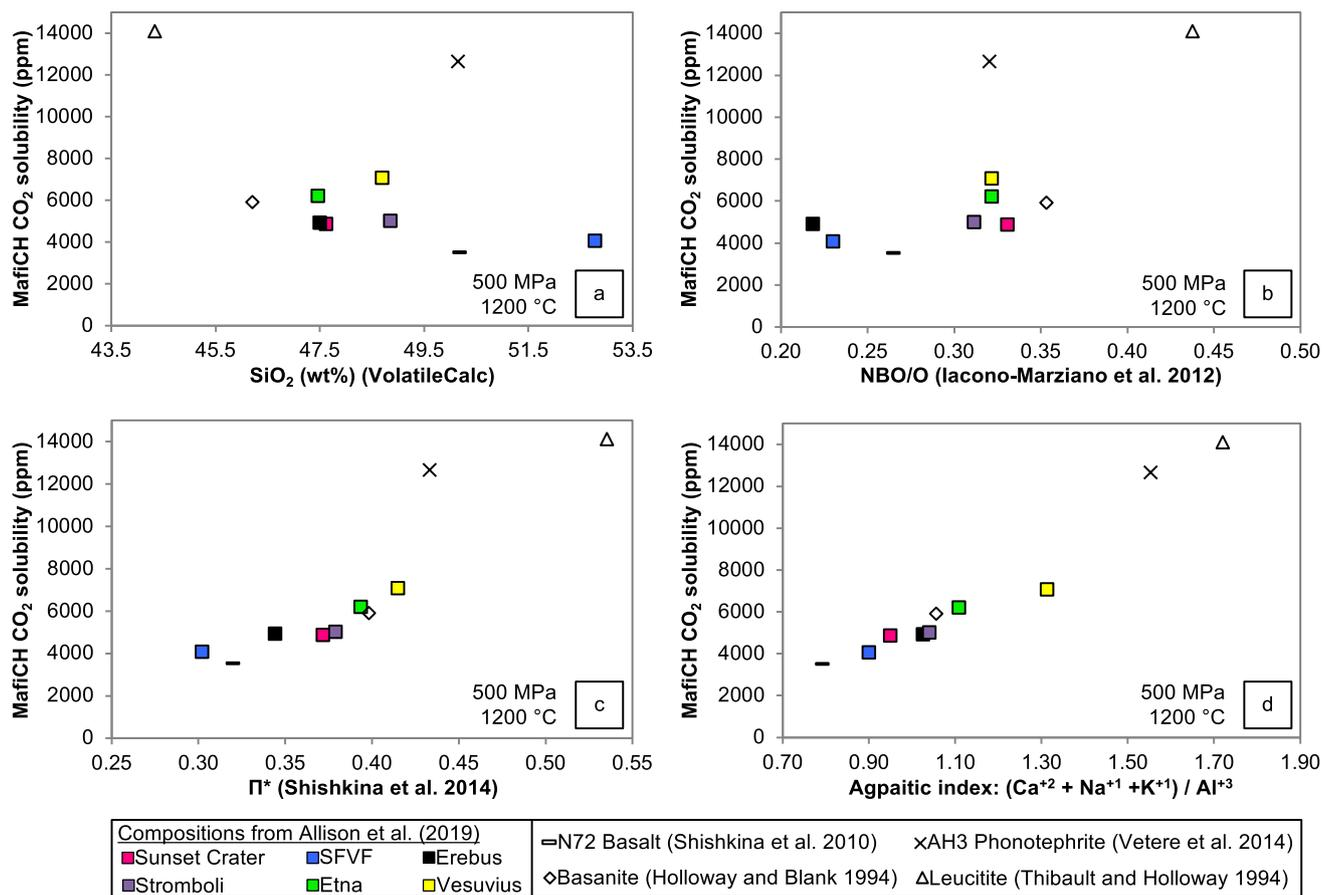 MafiCH CO₂ solubility (ppm)
14000
12000
10000
8000
6000
4000
2000
0
500 MPa
1200 °C
a
43.5 45.5 47.5 49.5 51.5 53.5
SiO₂ (wt%) (VolatileCalc)
MafiCH CO₂ solubility (ppm)
14000
12000
10000
8000
6000
4000
2000
0
500 MPa
1200 °C
b
0.20 0.25 0.30 0.35 0.40 0.45 0.50
NBO/O (Iacono-Marziano et al. 2012)
MafiCH CO₂ solubility (ppm)
14000
12000
10000
8000
6000
4000
2000
0
500 MPa
1200 °C
c
0.25 0.30 0.35 0.40 0.45 0.50 0.55
Π* (Shishkina et al. 2014)
MafiCH CO₂ solubility (ppm)
14000
12000
10000
8000
6000
4000
2000
0
500 MPa
1200 °C
d
0.70 0.90 1.10 1.30 1.50 1.70 1.90
Agpaitic index: (Ca⁺² + Na⁺¹ +K⁺¹) / Al⁺³
Compositions from Allison et al. (2019)
Sunset Crater SFVF Erebus
Stromboli Etna Vesuvius
N72 Basalt (Shishkina et al. 2010) AH3 Phonotephrite (Vetere et al. 2014)
Basanite (Holloway and Blank 1994) Leucitite (Thibault and Holloway 1994)